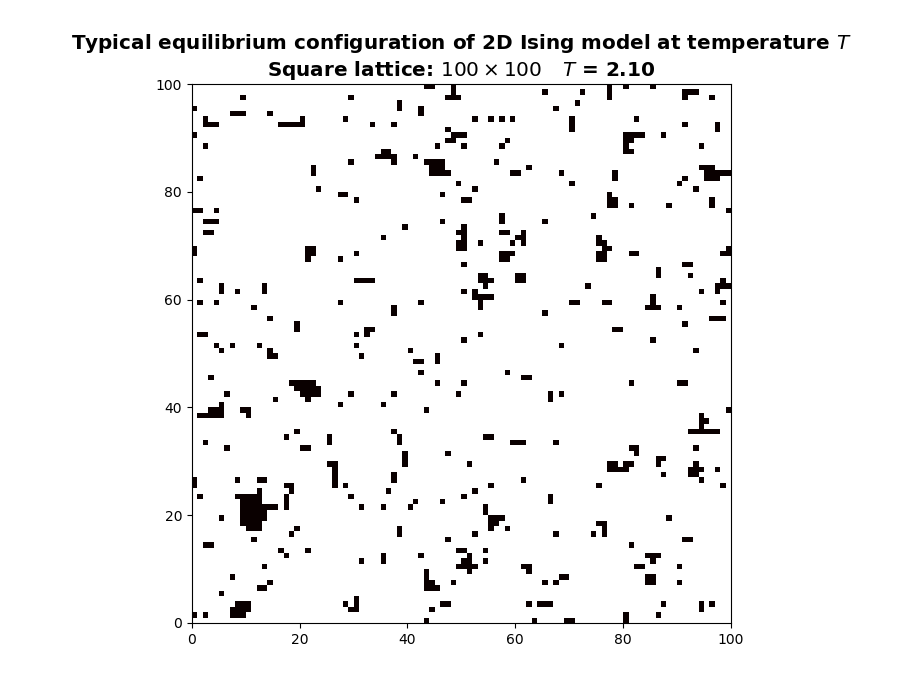 Typical equilibrium configuration of 2D Ising model at temperature T
Square lattice: 100 × 100 T = 2.10
100
80
60
40
20
0
0 20 40 60 80 100